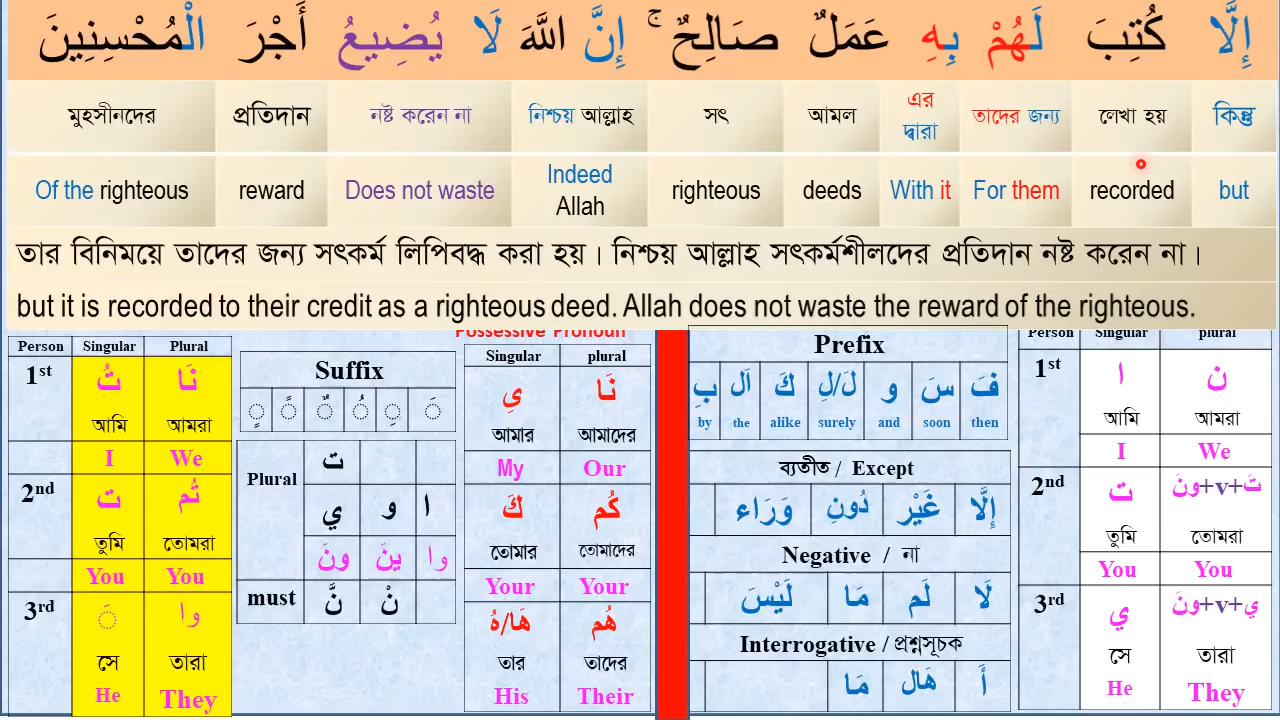 إِلَّا كُتِبَ لَهُمْ بِهِ عَمَلٌ صَالِحٌ ۚ إِنَّ اللَّهَ لَا يُضِيعُ أَجْرَ الْمُحْسِنِينَ
মুহসীনদের প্রতিদান নষ্ট করেন না নিশ্চয় আল্লাহ সৎ আমল এর দ্বারা তাদের জন্য লেখা হয় কিন্তু
Of the righteous reward Does not waste Indeed Allah righteous deeds With it For them recorded but
তার বিনিময়ে তাদের জন্য সৎকর্ম লিপিবদ্ধ করা হয়। নিশ্চয় আল্লাহ সৎকর্মশীলদের প্রতিদান নষ্ট করেন না।
but it is recorded to their credit as a righteous deed. Allah does not waste the reward of the righteous.
Person Singular Plural
1st تُ نَا
আমি আমরা
I We
2nd ت تُم
তুমি তোমরা
You You
3rd َ وا
সে তারা
He They
Suffix
ٍ ً ٌ ُ ِ َ
Plural ت
ي و ا
ونَ ينَ وا
must نَّ نْ
Possessive Pronoun
Singular plural
يِ نَا
আমার আমাদের
My Our
كَ كُم
তোমার তোমাদের
Your Your
هَا/هُ هُم
তার তাদের
His Their
Prefix
بِ اَل كَ لَ/لِ و سَ فَ
by the alike surely and soon then
ব্যতীত / Except
وَرَاء دُونِ غَيْر إِلَّا
Negative / না
لَيْسَ مَا لَم لَا
Interrogative / প্রশ্নসূচক
مَا هَال أَ
Person Singular plural
1st ا ن
আমি আমরা
I We
2nd ت تَ+v+ونَ
তুমি তোমরা
You You
3rd ي ي+v+ونَ
সে তারা
He They